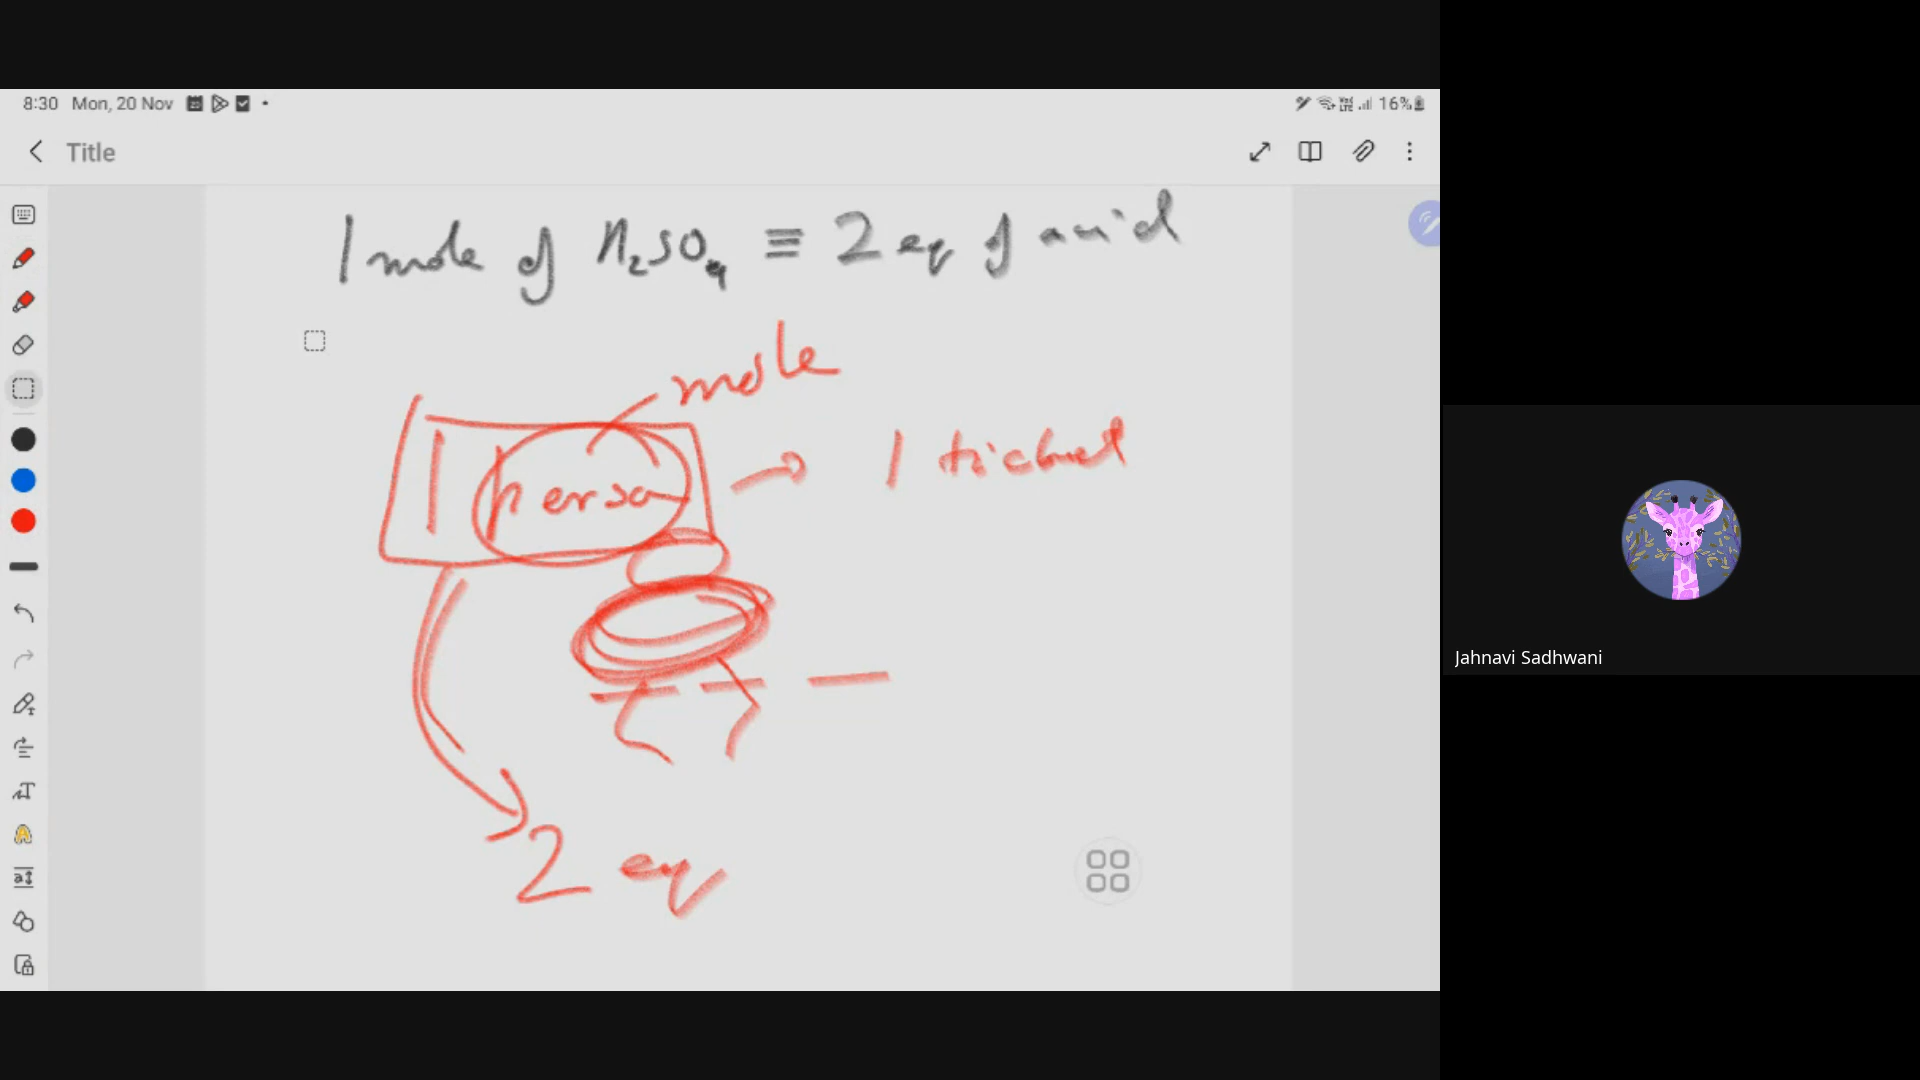 8:30 Mon, 20 Nov
16%
Title
1 mole of H2SO4 ≡ 2 eq of acid
mole
1 person → 1 ticket
2 eq
Jahnavi Sadhwani